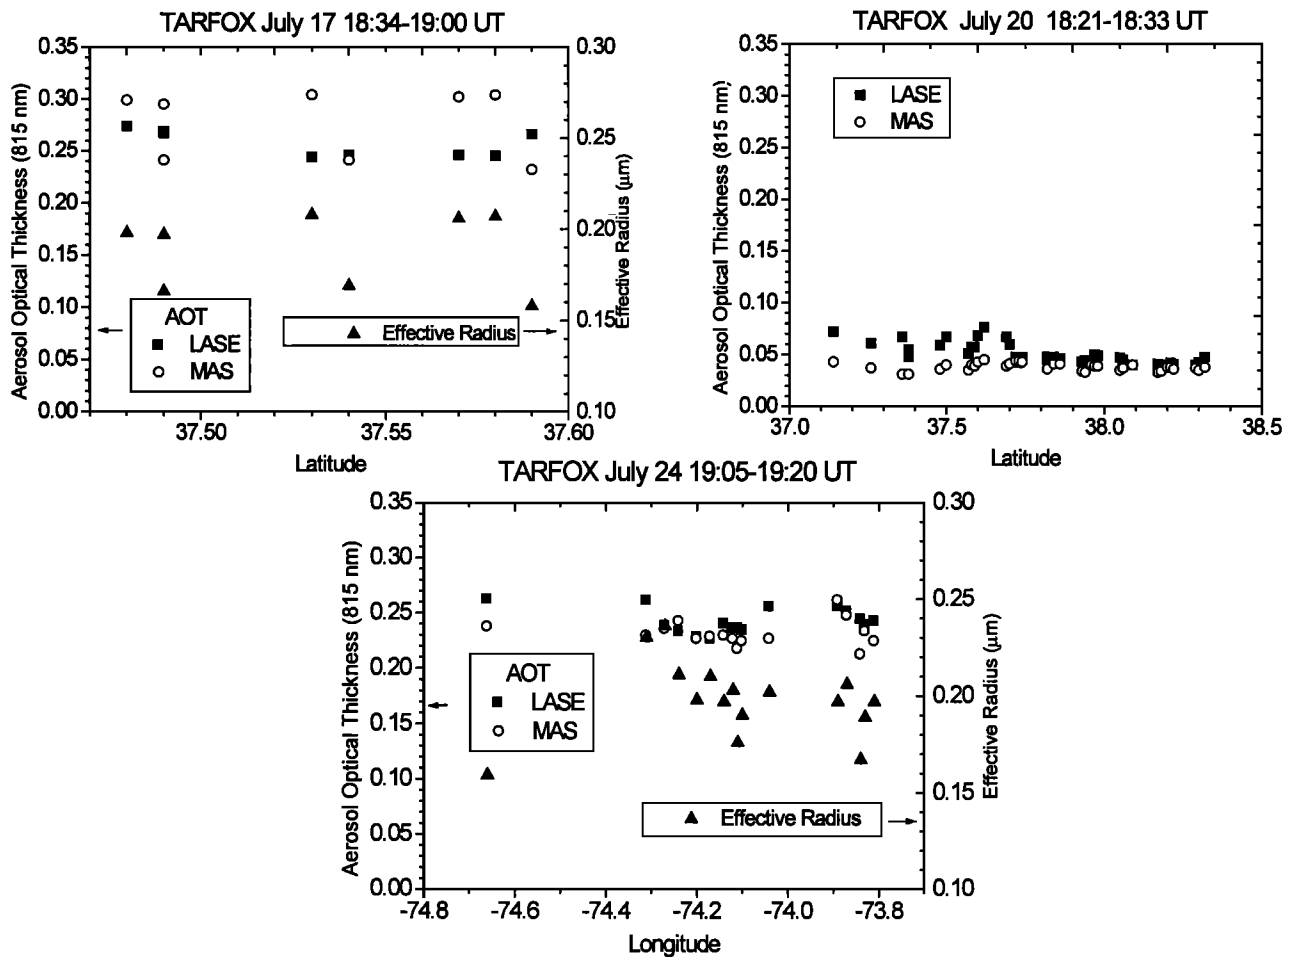 TARFOX July 17 18:34-19:00 UT
0.35
0.30
0.25
0.20
0.15
0.10
0.05
0.00
Aerosol Optical Thickness (815 nm)
0.30
0.25
0.20
0.15
0.10
Effective Radius (μm)
AOT
LASE
MAS
Effective Radius
37.50 37.55 37.60
Latitude
TARFOX July 20 18:21-18:33 UT
0.35
0.30
0.25
0.20
0.15
0.10
0.05
0.00
Aerosol Optical Thickness (815 nm)
LASE
MAS
37.0 37.5 38.0 38.5
Latitude
TARFOX July 24 19:05-19:20 UT
0.35
0.30
0.25
0.20
0.15
0.10
0.05
0.00
Aerosol Optical Thickness (815 nm)
0.30
0.25
0.20
0.15
0.10
Effective Radius (μm)
AOT
LASE
MAS
Effective Radius
-74.8 -74.6 -74.4 -74.2 -74.0 -73.8
Longitude